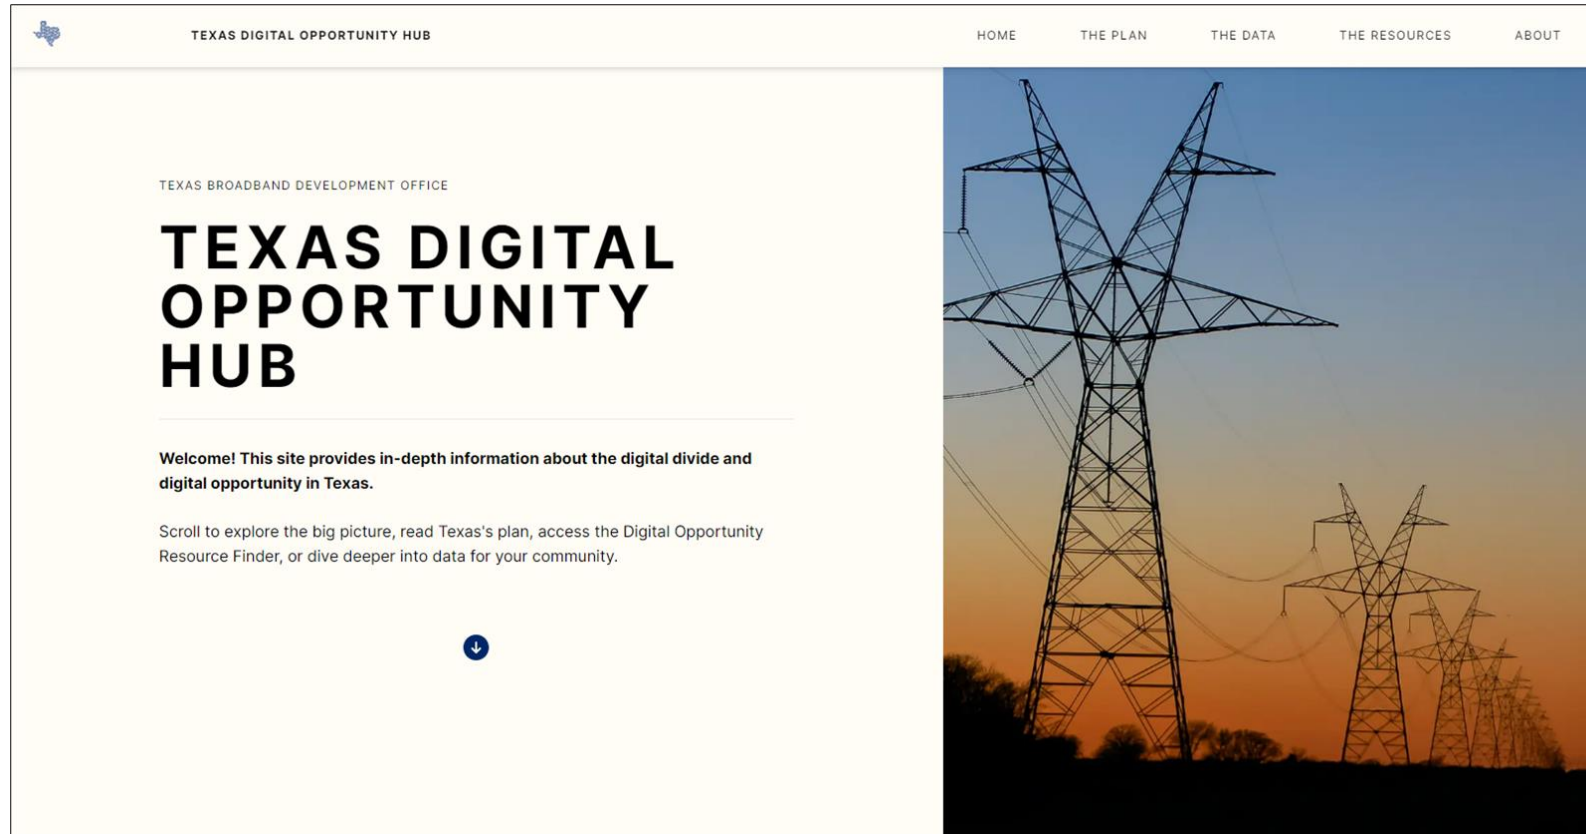 TEXAS DIGITAL OPPORTUNITY HUB
HOME
THE PLAN
THE DATA
THE RESOURCES
ABOUT
TEXAS BROADBAND DEVELOPMENT OFFICE
TEXAS DIGITAL
OPPORTUNITY
HUB
Welcome! This site provides in-depth information about the digital divide and
digital opportunity in Texas.
Scroll to explore the big picture, read Texas's plan, access the Digital Opportunity
Resource Finder, or dive deeper into data for your community.